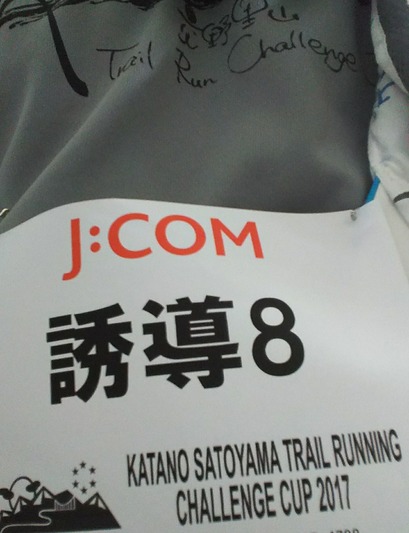 Trail
Run Challenge
J:COM
誘導8
KATANO SATOYAMA TRAIL RUNNING
CHALLENGE CUP 2017